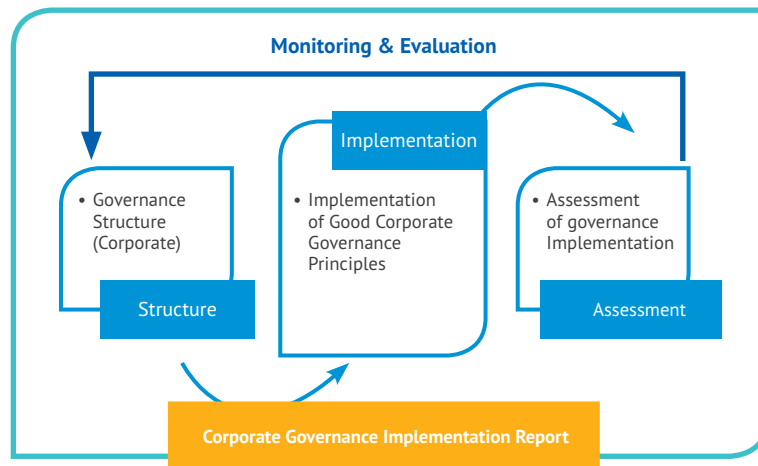 Monitoring & Evaluation
• Governance
Structure
(Corporate)
Structure
Implementation
• Implementation
of Good Corporate
Governance
Principles
• Assessment
of governance
Implementation
Assessment
Corporate Governance Implementation Report